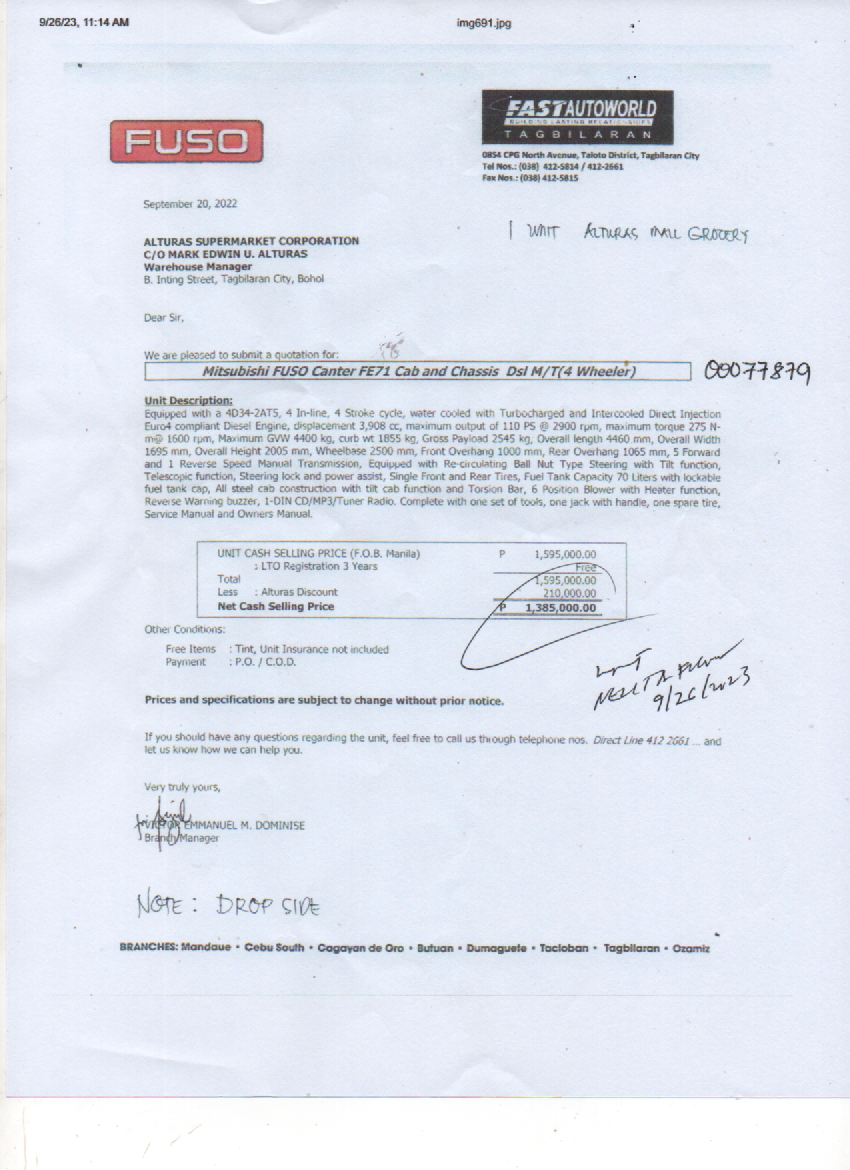 9/26/23, 11:14 AM
img691.jpg
FUSO
FASTAUTOWORLD
BUILDING LASTING RELATIONSHIPS
TAGBILARAN
0854 CPG North Avenue, Taloto District, Tagbilaran City
Tel Nos.: (038) 412-5814 / 412-2661
Fax Nos.: (038) 412-5815
September 20, 2022
1 UNIT ALTURAS MALL GROCERY
ALTURAS SUPERMARKET CORPORATION
C/O MARK EDWIN U. ALTURAS
Warehouse Manager
B. Inting Street, Tagbilaran City, Bohol
Dear Sir,
We are pleased to submit a quotation for:
Mitsubishi FUSO Canter FE71 Cab and Chassis Dsl M/T(4 Wheeler)
00077879
Unit Description:
Equipped with a 4D34-2AT5, 4 In-line, 4 Stroke cycle, water cooled with Turbocharged and Intercooled Direct Injection
Euro4 compliant Diesel Engine, displacement 3,908 cc, maximum output of 110 PS @ 2900 rpm, maximum torque 275 N-
m@ 1600 rpm, Maximum GVW 4400 kg, curb wt 1855 kg, Gross Payload 2545 kg, Overall length 4460 mm, Overall Width
1695 mm, Overall Height 2005 mm, Wheelbase 2500 mm, Front Overhang 1000 mm, Rear Overhang 1065 mm, 5 Forward
and 1 Reverse Speed Manual Transmission, Equipped with Re-circulating Ball Nut Type Steering with Tilt function,
Telescopic function, Steering lock and power assist, Single Front and Rear Tires, Fuel Tank Capacity 70 Liters with lockable
fuel tank cap, All steel cab construction with tilt cab function and Torsion Bar, 6 Position Blower with Heater function,
Reverse Warning buzzer, 1-DIN CD/MP3/Tuner Radio. Complete with one set of tools, one jack with handle, one spare tire,
Service Manual and Owners Manual.
UNIT CASH SELLING PRICE (F.O.B. Manila) P 1,595,000.00
: LTO Registration 3 Years Free
Total 1,595,000.00
Less : Alturas Discount 210,000.00
Net Cash Selling Price P 1,385,000.00
Other Conditions:
Free Items : Tint, Unit Insurance not included
Payment : P.O. / C.O.D.
9/26/2023
Prices and specifications are subject to change without prior notice.
If you should have any questions regarding the unit, feel free to call us through telephone nos. Direct Line 412 2661 ... and
let us know how we can help you.
Very truly yours,
EMMANUEL M. DOMINISE
Branch Manager
NOTE: DROP SIDE
BRANCHES: Mandaue • Cebu South • Cagayan de Oro • Butuan • Dumaguete • Tacloban • Tagbilaran • Ozamiz